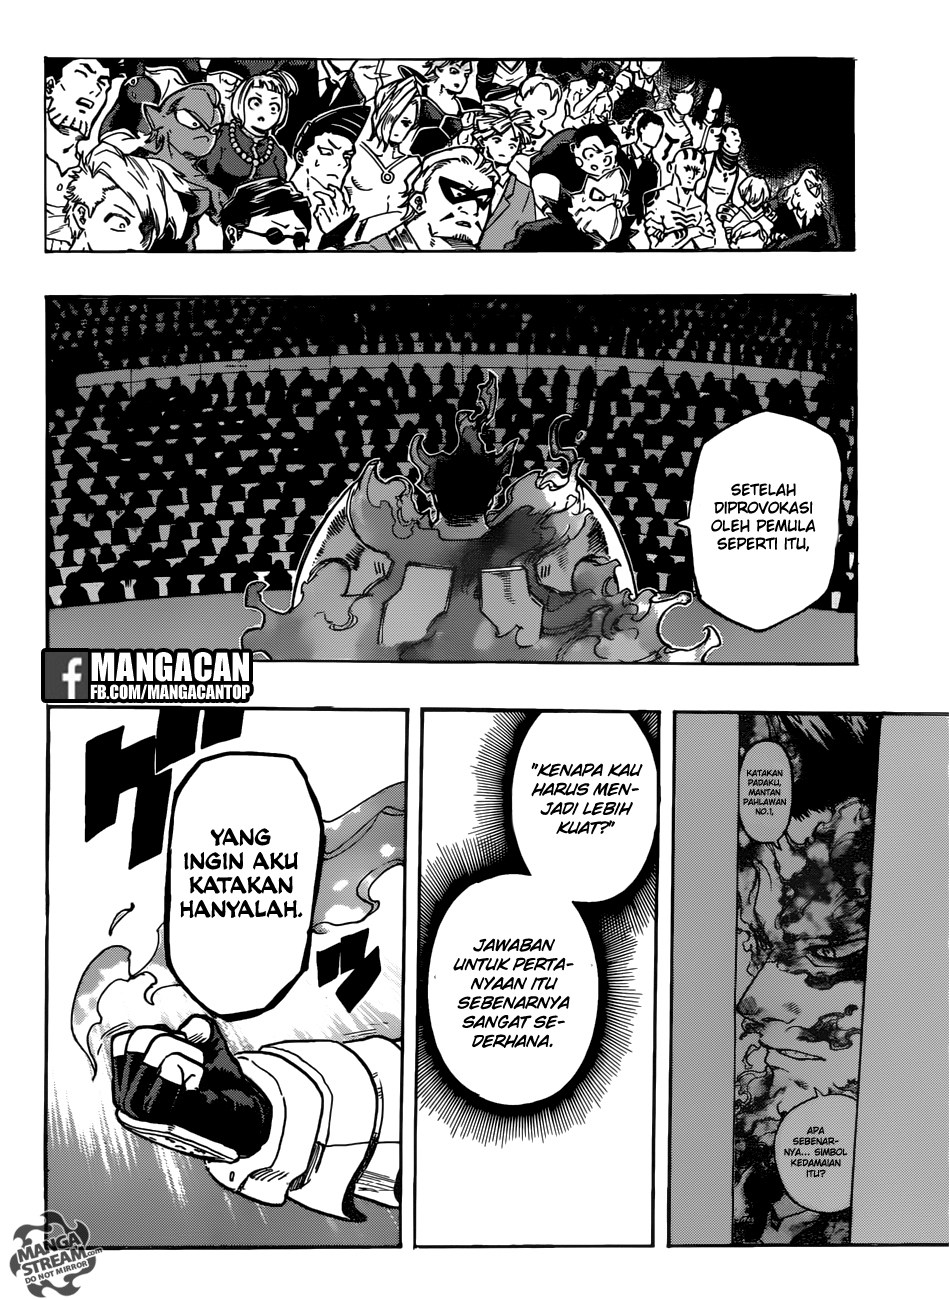 SETELAH
DIPROVOKASI
OLEH PEMULA
SEPERTI ITU,
f MANGACAN
FB.COM/MANGACANTOP
KATAKAN
PADAKU,
MANTAN
PAHLAWAN
NO.1,
APA
SEBENAR-
NYA... SIMBOL
KEDAMAIAN
ITU?
"KENAPA KAU
HARUS MEN-
JADI LEBIH
KUAT?"
JAWABAN
UNTUK PERTA-
NYAAN ITU
SEBENARNYA
SANGAT SE-
DERHANA.
YANG
INGIN AKU
KATAKAN
HANYALAH.
MANGA
STREAM.com
DO NOT MIRROR!